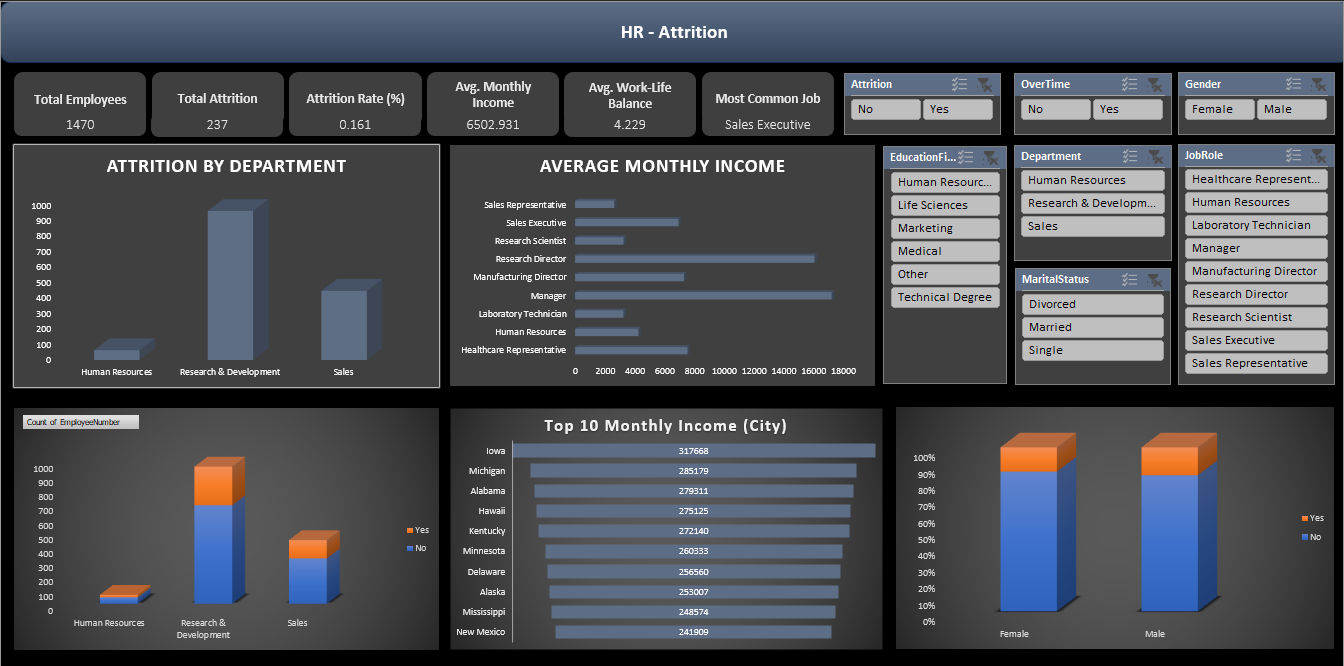 HR - Attrition
Total Employees
1470
Total Attrition
237
Attrition Rate (%)
0.161
Avg. Monthly
Income
6502.931
Avg. Work-Life
Balance
4.229
Most Common Job
Sales Executive
Attrition
No Yes
OverTime
No Yes
Gender
Female Male
ATTRITION BY DEPARTMENT
1000
900
800
700
600
500
400
300
200
100
0
Human Resources Research & Development Sales
AVERAGE MONTHLY INCOME
Sales Representative
Sales Executive
Research Scientist
Research Director
Manufacturing Director
Manager
Laboratory Technician
Human Resources
Healthcare Representative
0 2000 4000 6000 8000 10000 12000 14000 16000 18000
EducationFi...
Human Resourc...
Life Sciences
Marketing
Medical
Other
Technical Degree
Department
Human Resources
Research & Developm...
Sales
MaritalStatus
Divorced
Married
Single
JobRole
Healthcare Represent...
Human Resources
Laboratory Technician
Manager
Manufacturing Director
Research Director
Research Scientist
Sales Executive
Sales Representative
Count of EmployeeNumber
1000
900
800
700
600
500
400
300
200
100
0
Human Resources Research &
Development Sales
Yes
No
Top 10 Monthly Income (City)
Iowa 317668
Michigan 285179
Alabama 279311
Hawaii 275125
Kentucky 272140
Minnesota 260333
Delaware 256560
Alaska 253007
Mississippi 248574
New Mexico 241909
100%
90%
80%
70%
60%
50%
40%
30%
20%
10%
0%
Female Male
Yes
No